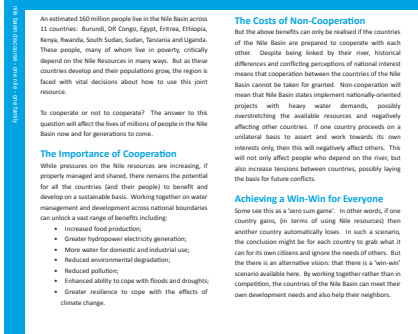 nile basin discourse - one nile - one family
An estimated 160 million people live in the Nile Basin across
11 countries: Burundi, DR Congo, Egypt, Eritrea, Ethiopia,
Kenya, Rwanda, South Sudan, Sudan, Tanzania and Uganda.
These people, many of whom live in poverty, critically
depend on the Nile Resources in many ways. But as these
countries develop and their populations grow, the region is
faced with vital decisions about how to use this joint
resource.
To cooperate or not to cooperate? The answer to this
question will affect the lives of millions of people in the Nile
Basin now and for generations to come.
The Importance of Cooperation
While pressures on the Nile resources are increasing, if
properly managed and shared, there remains the potential
for all the countries (and their people) to benefit and
develop on a sustainable basis. Working together on water
management and development across national boundaries
can unlock a vast range of benefits including:
• Increased food production;
• Greater hydropower electricity generation;
• More water for domestic and industrial use;
• Reduced environmental degradation;
• Reduced pollution;
• Enhanced ability to cope with floods and droughts;
• Greater resilience to cope with the effects of
climate change.
The Costs of Non-Cooperation
But the above benefits can only be realised if the countries
of the Nile Basin are prepared to cooperate with each
other. Despite being linked by their river, historical
differences and conflicting perceptions of national interest
means that cooperation between the countries of the Nile
Basin cannot be taken for granted. Non-cooperation will
mean that Nile Basin states implement nationally-oriented
projects with heavy water demands, possibly
overstretching the available resources and negatively
affecting other countries. If one country proceeds on a
unilateral basis to assert and work towards its own
interests only, then this will negatively affect others. This
will not only affect people who depend on the river, but
also increase tensions between countries, possibly laying
the basis for future conflicts.
Achieving a Win-Win for Everyone
Some see this as a 'zero sum game'. In other words, if one
country gains, (in terms of using Nile resources) then
another country automatically loses. In such a scenario,
the conclusion might be for each country to grab what it
can for its own citizens and ignore the needs of others. But
the there is an alternative vision: that there is a 'win-win'
scenario available here. By working together rather than in
competition, the countries of the Nile Basin can meet their
own development needs and also help their neighbors.